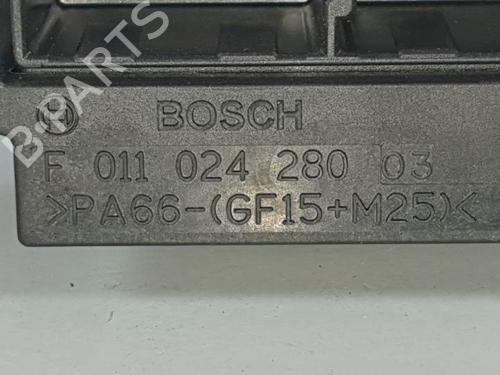 BOSCH
F 011 024 280 03
>PA66-(GF15+M25)<
B-PARTS